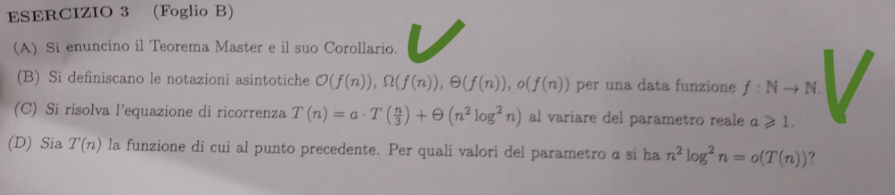 ESERCIZIO 3 (Foglio B)
(A) Si enuncino il Teorema Master e il suo Corollario.
(B) Si definiscano le notazioni asintotiche O(f(n)), Ω(f(n)), Θ(f(n)), o(f(n)) per una data funzione f : ℕ → ℕ.
(C) Si risolva l'equazione di ricorrenza T(n) = a · T(n/3) + Θ(n² log² n) al variare del parametro reale a ⩾ 1.
(D) Sia T(n) la funzione di cui al punto precedente. Per quali valori del parametro a si ha n² log² n = o(T(n))?